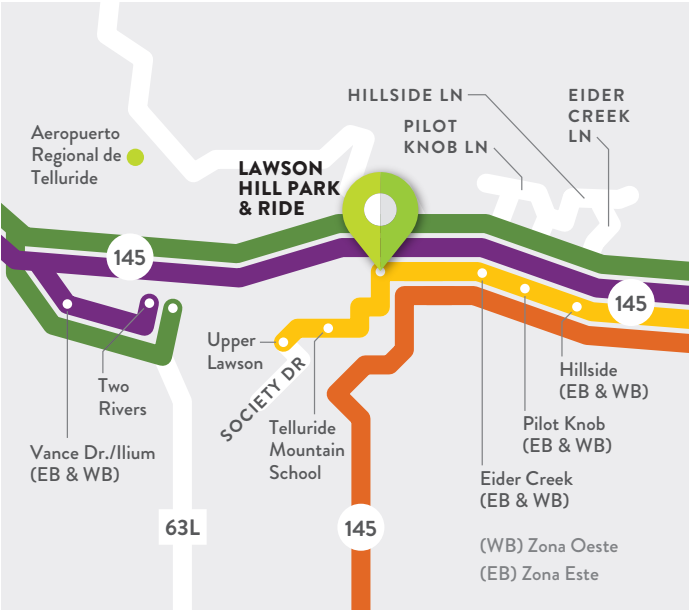 HILLSIDE LN
EIDER
CREEK
LN
PILOT
KNOB LN
Aeropuerto
Regional de
Telluride
LAWSON
HILL PARK
& RIDE
145
145
Upper
Lawson
SOCIETY DR
Two
Rivers
Telluride
Mountain
School
Hillside
(EB & WB)
Pilot Knob
(EB & WB)
Vance Dr./Ilium
(EB & WB)
Eider Creek
(EB & WB)
63L
145
(WB) Zona Oeste
(EB) Zona Este